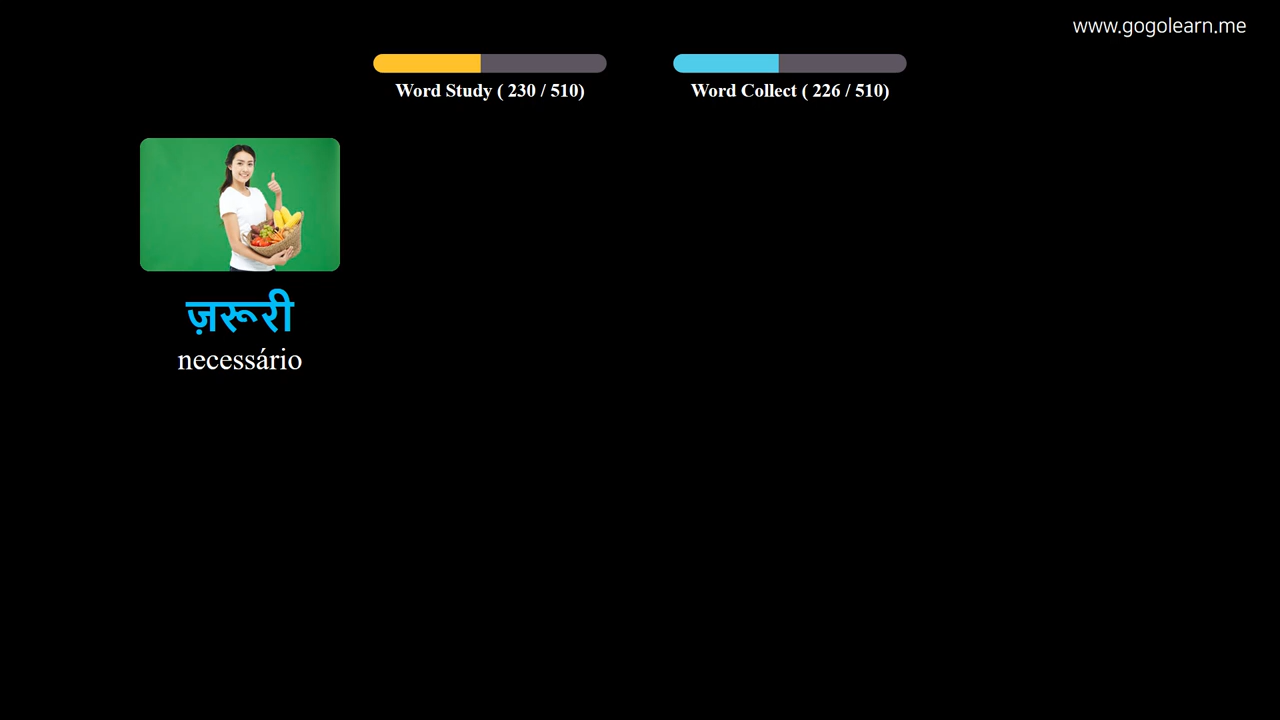 www.gogolearn.me
Word Study ( 230 / 510)
Word Collect ( 226 / 510)
ज़रूरी
necessário